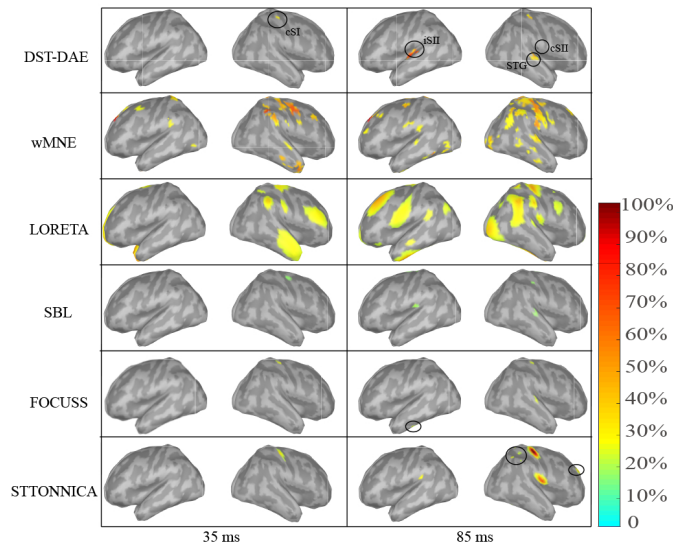 DST-DAE
cSI
iSII
cSII
STG
wMNE
LORETA
SBL
FOCUSS
STTONNICA
35 ms
85 ms
100%
90%
80%
70%
60%
50%
40%
30%
20%
10%
0